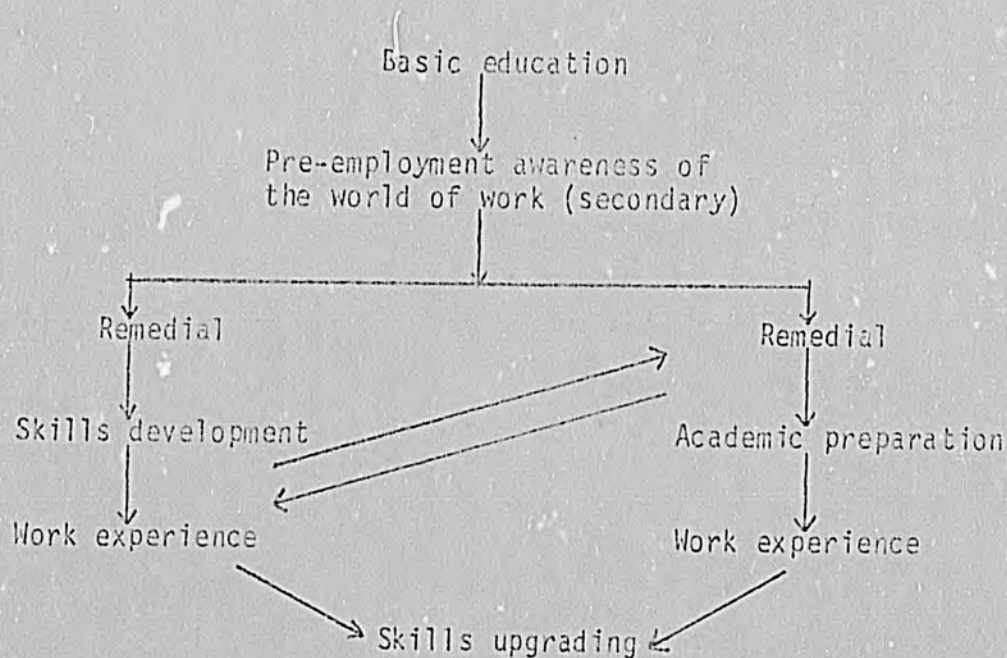 Basic education
Pre-employment awareness of
the world of work (secondary)
Remedial
Remedial
Skills development
Academic preparation
Work experience
Work experience
Skills upgrading